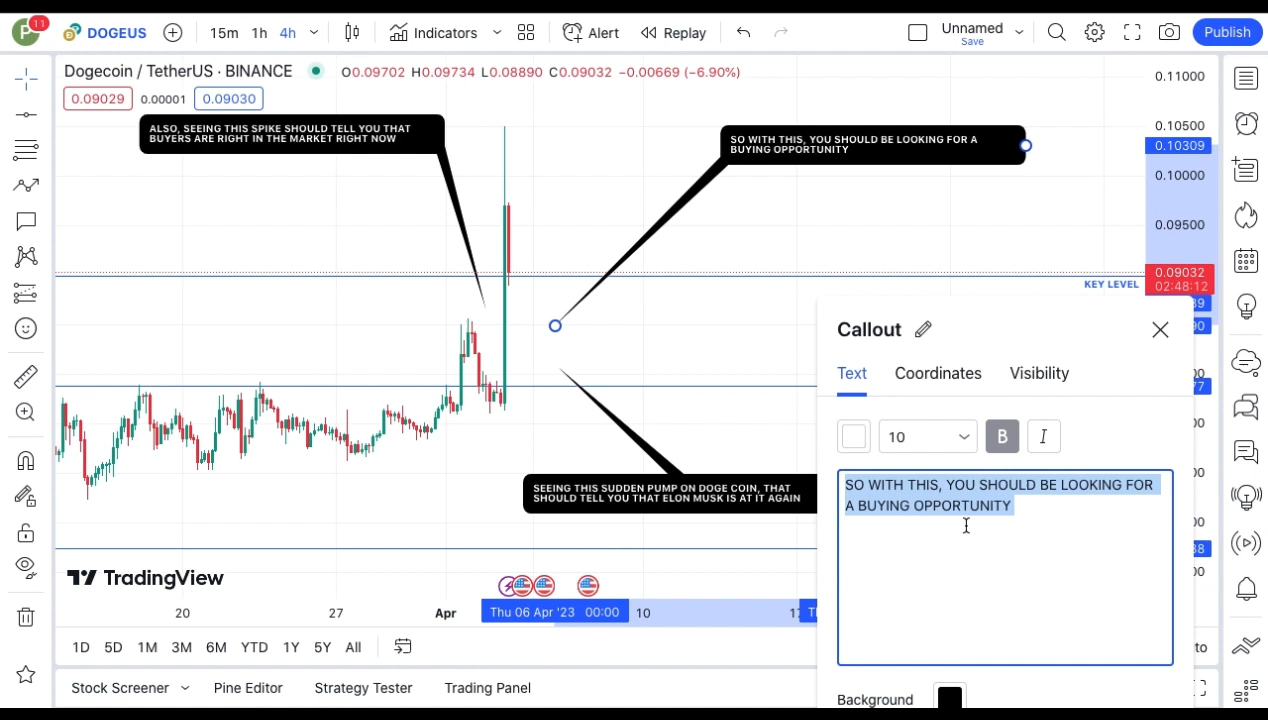 P 11 DOGEUS 15m 1h 4h Indicators Alert Replay Unnamed Save Publish
Dogecoin / TetherUS · BINANCE O0.09702 H0.09734 L0.08890 C0.09032 −0.00669 (−6.90%)
0.09029 0.00001 0.09030
0.11000
ALSO, SEEING THIS SPIKE SHOULD TELL YOU THAT
BUYERS ARE RIGHT IN THE MARKET RIGHT NOW
SO WITH THIS, YOU SHOULD BE LOOKING FOR A
BUYING OPPORTUNITY
0.10500
0.10309
0.10000
0.09500
0.09032
02:48:12
KEY LEVEL
Callout
Text Coordinates Visibility
10 B I
SO WITH THIS, YOU SHOULD BE LOOKING FOR
A BUYING OPPORTUNITY
SEEING THIS SUDDEN PUMP ON DOGE COIN, THAT
SHOULD TELL YOU THAT ELON MUSK IS AT IT AGAIN
TradingView
20 27 Apr Thu 06 Apr '23 00:00 10
1D 5D 1M 3M 6M YTD 1Y 5Y All
Stock Screener Pine Editor Strategy Tester Trading Panel
Background